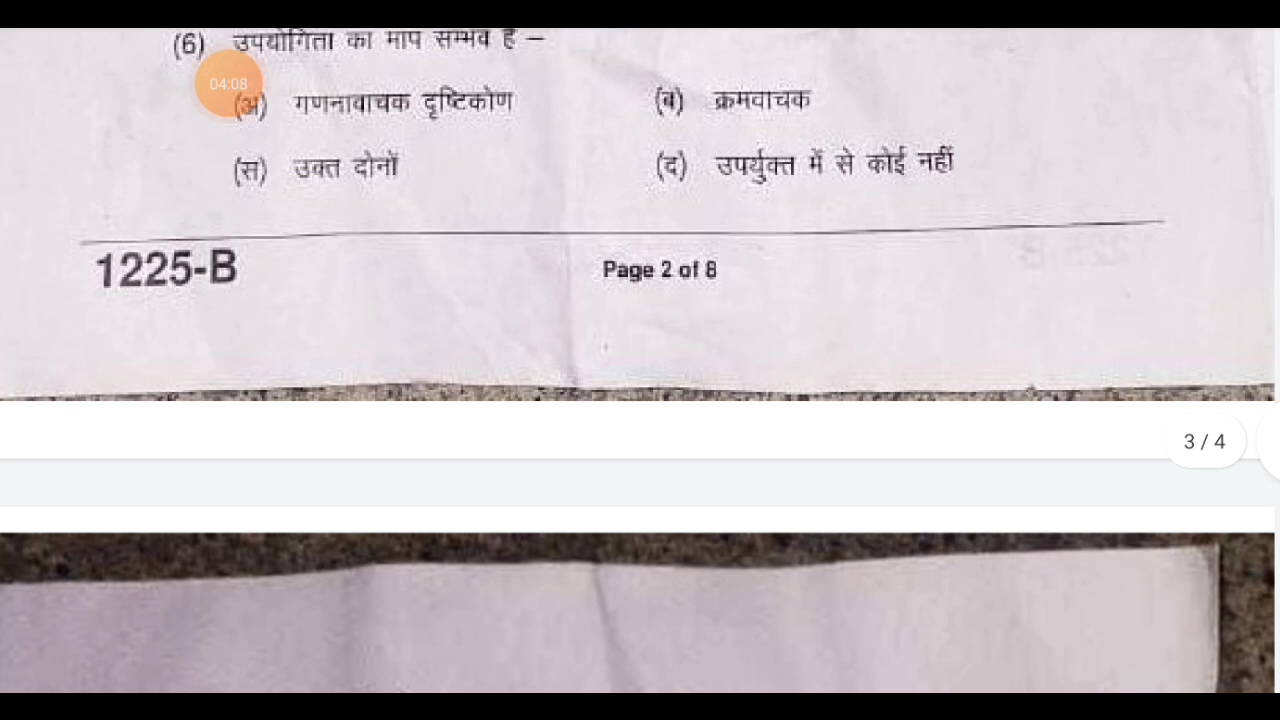 (6) उपयोगिता का माप सम्भव है –
04:08
(अ) गणनावाचक दृष्टिकोण (ब) क्रमवाचक
(स) उक्त दोनों (द) उपर्युक्त में से कोई नहीं
1225-B Page 2 of 8
3 / 4